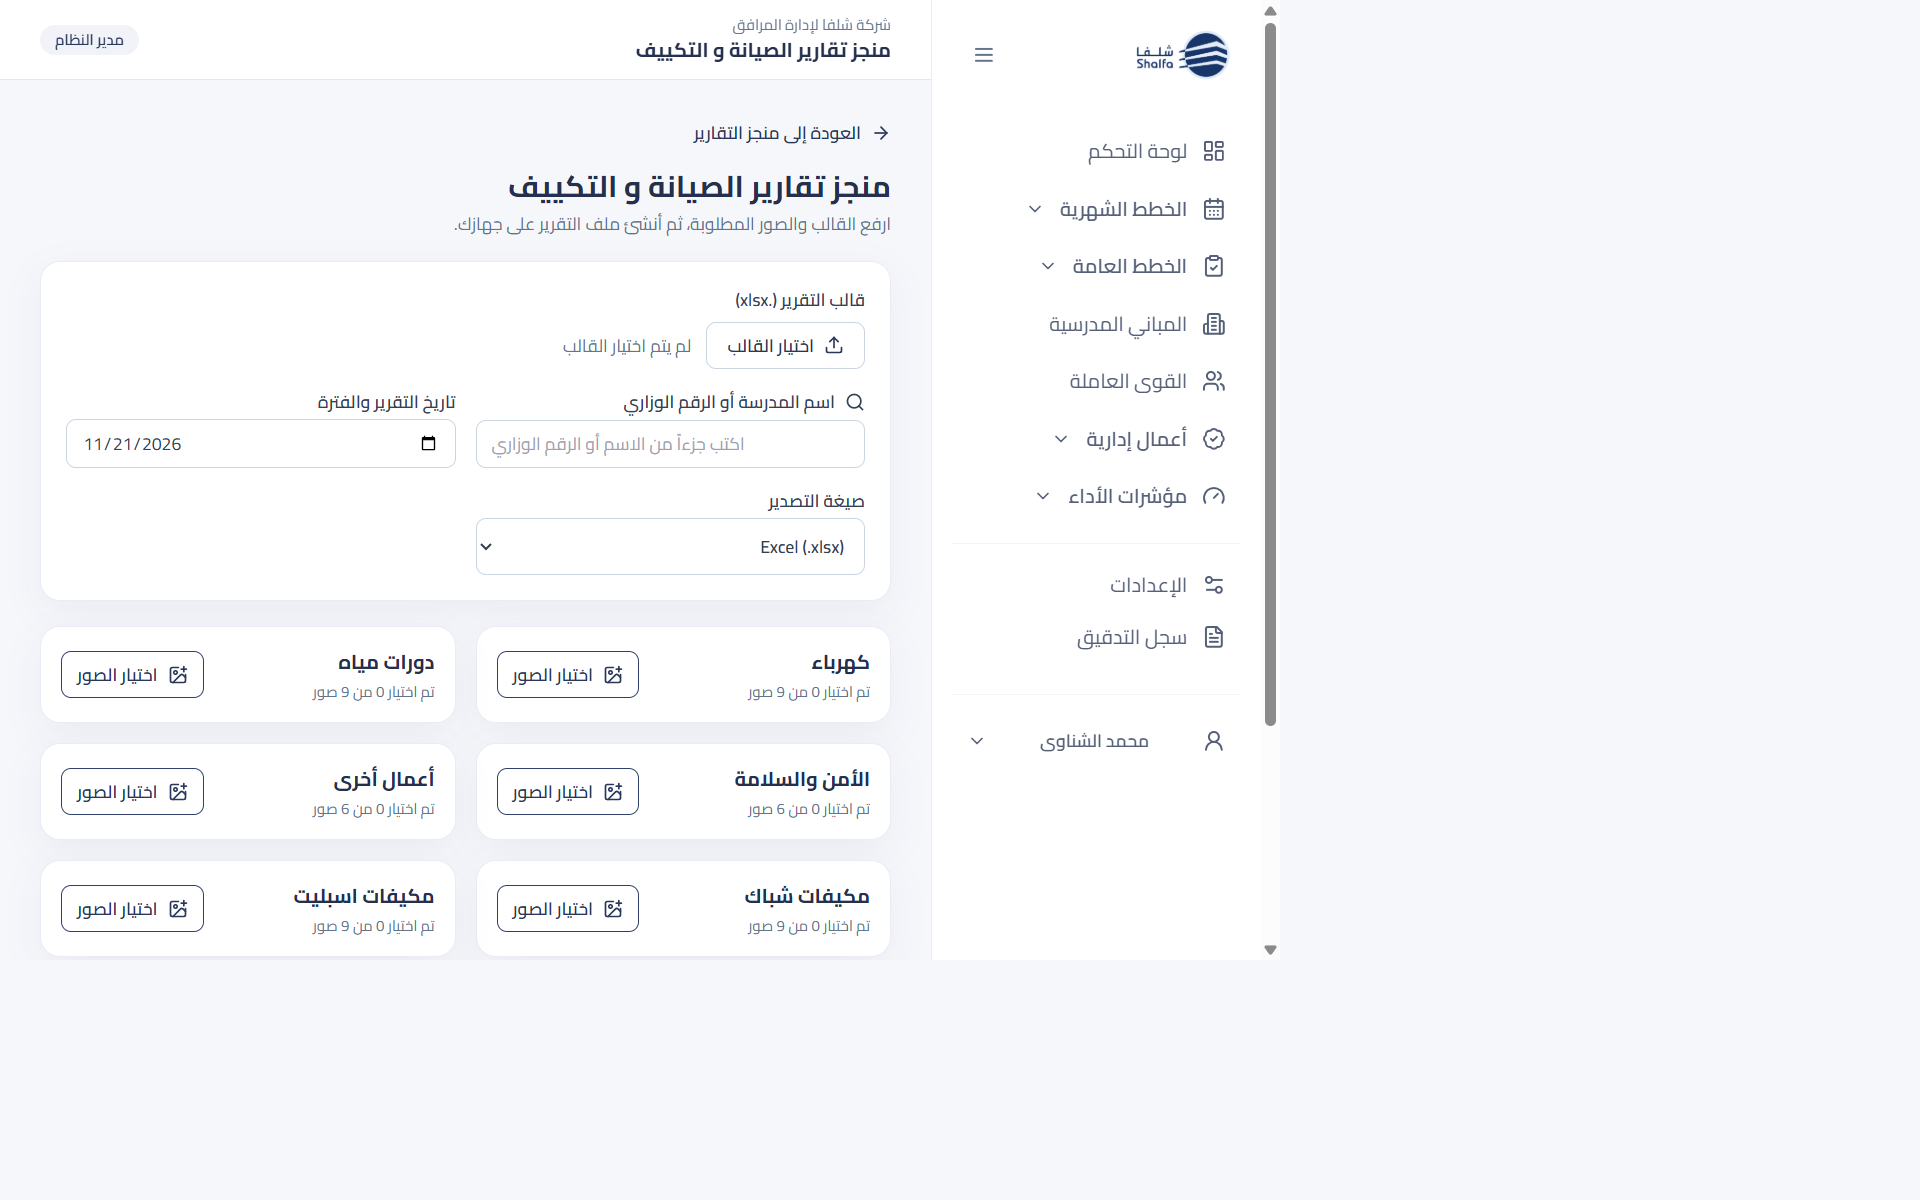 شلفا
Shalfa
لوحة التحكم
الخطط الشهرية
الخطط العامة
المباني المدرسية
القوى العاملة
أعمال إدارية
مؤشرات الأداء
الإعدادات
سجل التدقيق
محمد الشناوى
شركة شلفا لإدارة المرافق
منجز تقارير الصيانة و التكييف
مدير النظام
العودة إلى منجز التقارير
منجز تقارير الصيانة و التكييف
ارفع القالب والصور المطلوبة، ثم أنشئ ملف التقرير على جهازك.
قالب التقرير (.xlsx)
اختيار القالب
لم يتم اختيار القالب
اسم المدرسة أو الرقم الوزاري
اكتب جزءاً من الاسم أو الرقم الوزاري
تاريخ التقرير والفترة
11/21/2026
صيغة التصدير
Excel (.xlsx)
كهرباء
تم اختيار 0 من 9 صور
اختيار الصور
دورات مياه
تم اختيار 0 من 9 صور
اختيار الصور
الأمن والسلامة
تم اختيار 0 من 6 صور
اختيار الصور
أعمال أخرى
تم اختيار 0 من 6 صور
اختيار الصور
مكيفات شباك
تم اختيار 0 من 9 صور
اختيار الصور
مكيفات اسبليت
تم اختيار 0 من 9 صور
اختيار الصور